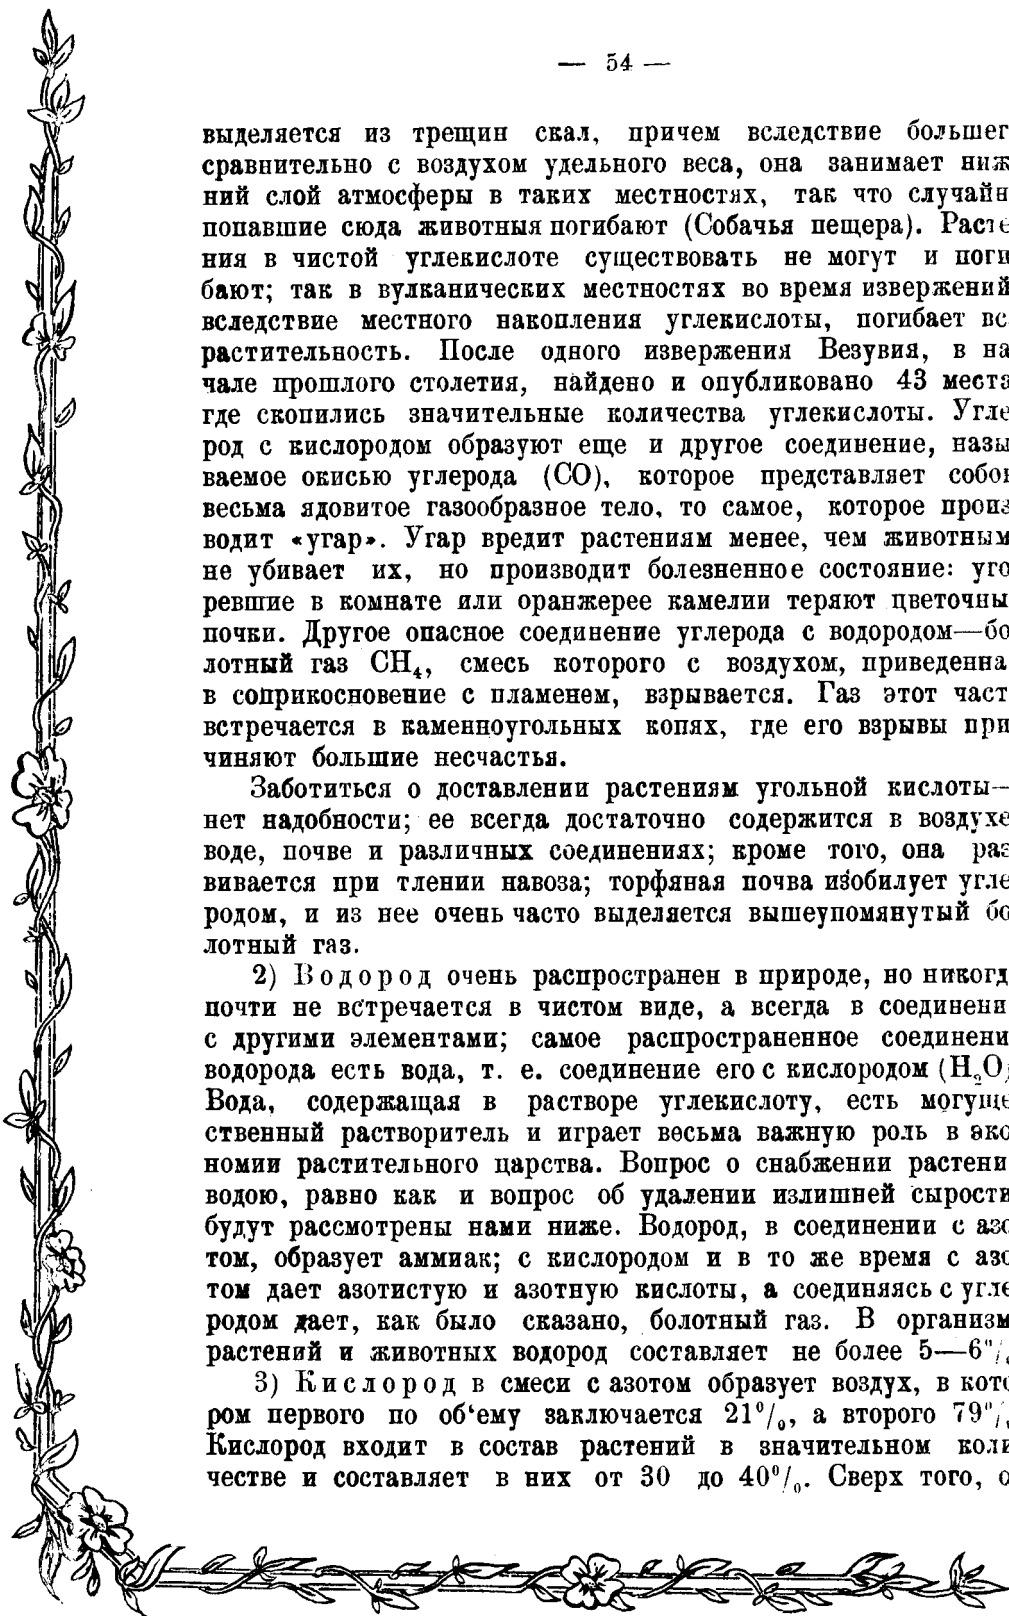 — 54 —
выделяется из трещин скал, причем вследствие большег
сравнительно с воздухом удельного веса, она занимает ниж
ний слой атмосферы в таких местностях, так что случайн
попавшие сюда животныя погибают (Собачья пещера). Расте
ния в чистой углекислоте существовать не могут и поги
бают; так в вулканических местностях во время извержений
вследствие местного накопления углекислоты, погибает вс
растительность. После одного извержения Везувия, в на
чале прошлого столетия, найдено и опубликовано 43 места
где скопились значительные количества углекислоты. Угле
род с кислородом образуют еще и другое соединение, назы
ваемое окисью углерода (СО), которое представляет собой
весьма ядовитое газообразное тело, то самое, которое произ
водит «угар». Угар вредит растениям менее, чем животным
не убивает их, но производит болезненное состояние: уго
ревшие в комнате или оранжерее камелии теряют цветочны
почки. Другое опасное соединение углерода с водородом—бо
лотный газ CH₄, смесь которого с воздухом, приведенна
в соприкосновение с пламенем, взрывается. Газ этот част
встречается в каменноугольных копях, где его взрывы при
чиняют большие несчастья.
Заботиться о доставлении растениям угольной кислоты—
нет надобности; ее всегда достаточно содержится в воздухе
воде, почве и различных соединениях; кроме того, она раз
вивается при тлении навоза; торфяная почва изобилует угле
родом, и из нее очень часто выделяется вышеупомянутый бо
лотный газ.
2) Водород очень распространен в природе, но никогд
почти не встречается в чистом виде, а всегда в соединени
с другими элементами; самое распространенное соединени
водорода есть вода, т. е. соединение его с кислородом (H₂O)
Вода, содержащая в растворе углекислоту, есть могуще
ственный растворитель и играет весьма важную роль в эко
номии растительного царства. Вопрос о снабжении растени
водою, равно как и вопрос об удалении излишней сырости
будут рассмотрены нами ниже. Водород, в соединении с азо
том, образует аммиак; с кислородом и в то же время с азо
том дает азотистую и азотную кислоты, а соединяясь с угле
родом дает, как было сказано, болотный газ. В организм
растений и животных водород составляет не более 5—6%
3) Кислород в смеси с азотом образует воздух, в кото
ром первого по об‘ему заключается 21%, а второго 79%
Кислород входит в состав растений в значительном коли
честве и составляет в них от 30 до 40%. Сверх того, о